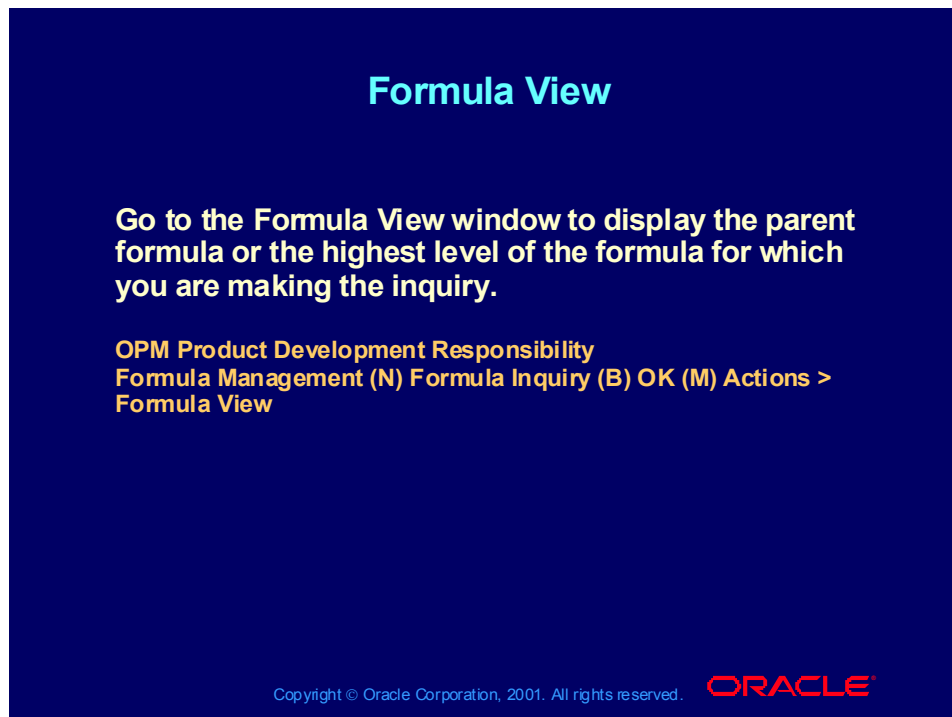 Formula View
Go to the Formula View window to display the parent
formula or the highest level of the formula for which
you are making the inquiry.
OPM Product Development Responsibility
Formula Management (N) Formula Inquiry (B) OK (M) Actions >
Formula View
Copyright © Oracle Corporation, 2001. All rights reserved.
ORACLE®